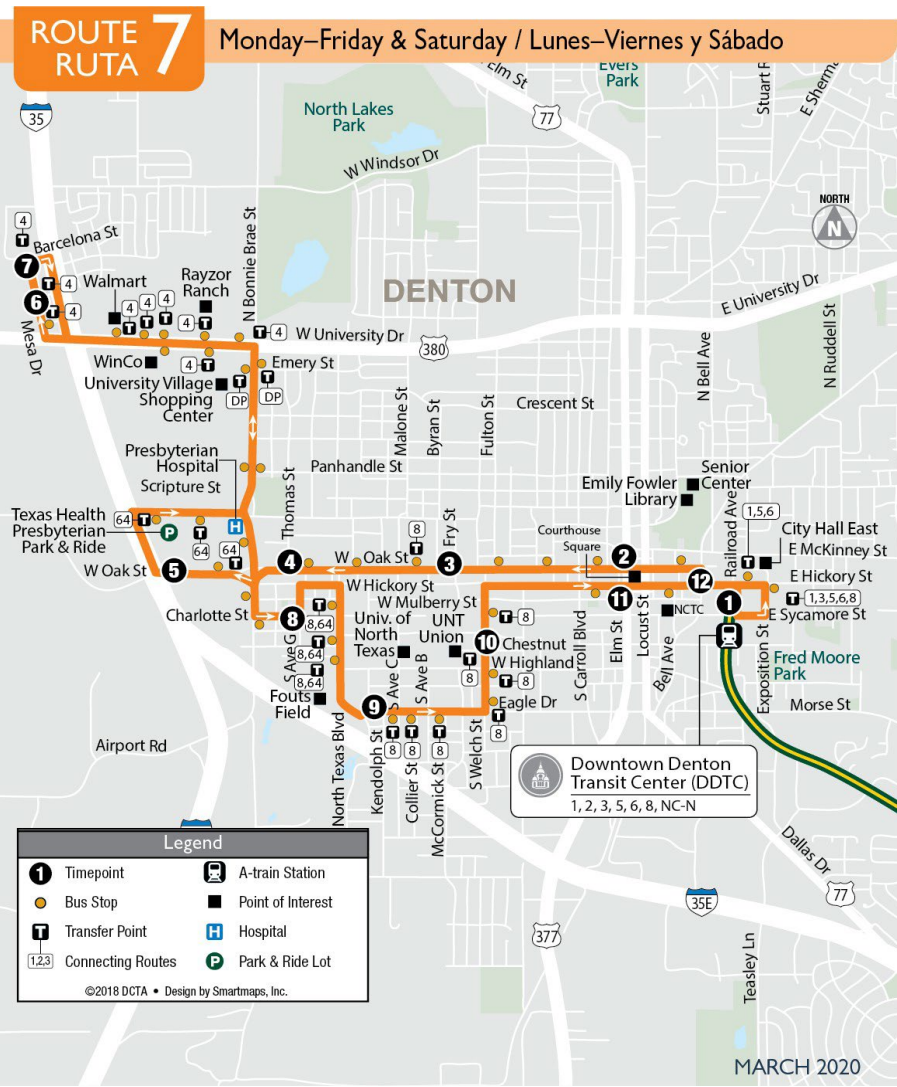 ROUTE
RUTA
7
Monday–Friday & Saturday / Lunes–Viernes y Sábado
Elm St
Evers
Park
Stuart R
E Sherm
35
North Lakes
Park
77
W Windsor Dr
NORTH
N
4
T
Barcelona St
7
T 4
6
T 4
Mesa Dr
Walmart
4 4 4
T T T
Rayzor
Ranch
4 T
N Bonnie Brae St
T 4
W University Dr
DENTON
E University Dr
380
N Bell Ave
N Ruddell St
WinCo
4 T
Emery St
University Village
Shopping
Center
T
DP
T
DP
Malone St
Byran St
Fulton St
Crescent St
Presbyterian
Hospital
Scripture St
Thomas St
Panhandle St
Fry St
Emily Fowler
Library
Senior
Center
Railroad Ave
Texas Health
Presbyterian
Park & Ride
64 T
P
T
64
H
64
T
8
T
Courthouse
Square
1,5,6
T
City Hall East
E McKinney St
W Oak St
5
4
W Oak St
3
2
12
E Hickory St
W Hickory St
W Mulberry St
11
NCTC
1
T 1,3,5,6,8
E Sycamore St
Charlotte St
8
T
8,64
T
8,64
T
8,64
S Ave G
Univ. of
North
Texas
UNT
Union
T
8
T 8
10
Chestnut
W Highland
T 8
Eagle Dr
T
8
S Carroll Blvd
Elm St
Locust St
Bell Ave
Exposition St
Fred Moore
Park
Morse St
Fouts
Field
9
S Ave C
S Ave B
T
8
T
8
T
8
Airport Rd
North Texas Blvd
Kendolph St
Collier St
McCormick St
S Welch St
Downtown Denton
Transit Center (DDTC)
1, 2, 3, 5, 6, 8, NC-N
Dallas Dr
77
35E
377
Teasley Ln
Legend
1 Timepoint
A-train Station
Bus Stop
Point of Interest
T Transfer Point
H Hospital
1,2,3 Connecting Routes
P Park & Ride Lot
©2018 DCTA • Design by Smartmaps, Inc.
MARCH 2020